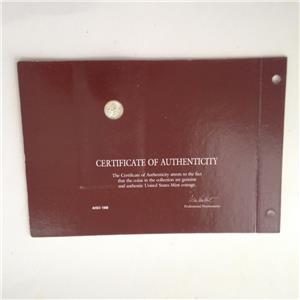 CERTIFICATE OF AUTHENTICITY
The Certificate of Authenticity attests to the fact
that the coins in the collection are genuine
and authentic United States Mint coinage.
Professional Numismatist